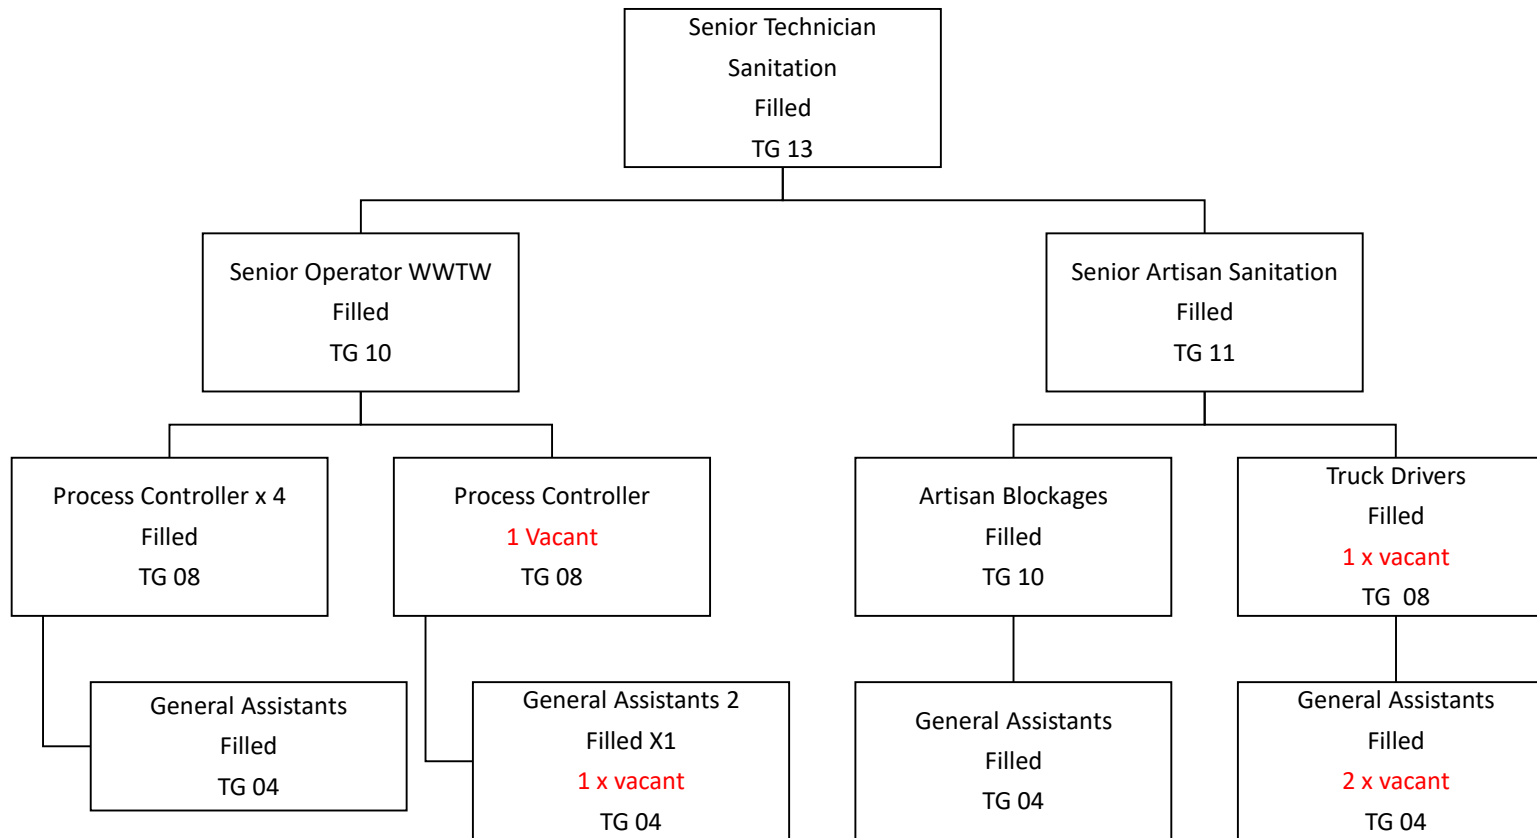 Senior Technician
Sanitation
Filled
TG 13
Senior Operator WWTW
Filled
TG 10
Senior Artisan Sanitation
Filled
TG 11
Process Controller x 4
Filled
TG 08
Process Controller
1 Vacant
TG 08
Artisan Blockages
Filled
TG 10
Truck Drivers
Filled
1 x vacant
TG 08
General Assistants
Filled
TG 04
General Assistants 2
Filled X1
1 x vacant
TG 04
General Assistants
Filled
TG 04
General Assistants
Filled
2 x vacant
TG 04